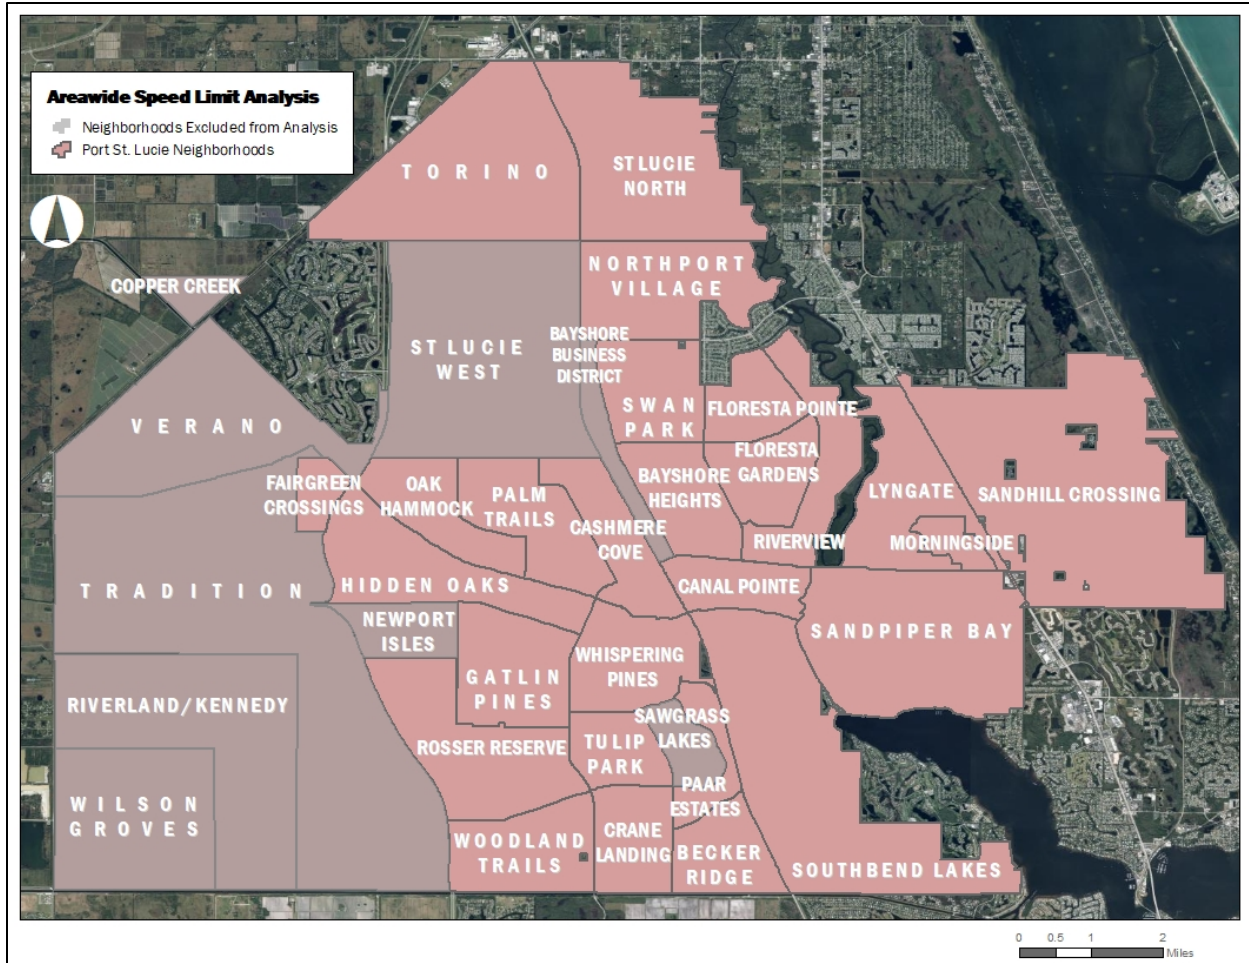 Areawide Speed Limit Analysis
Neighborhoods Excluded from Analysis
Port St. Lucie Neighborhoods
TORINO
ST LUCIE
NORTH
COPPER CREEK
NORTHPORT
VILLAGE
ST LUCIE
WEST
BAYSHORE
BUSINESS
DISTRICT
VERANO
SWAN
PARK
FLORESTA POINTE
FLORESTA
GARDENS
FAIRGREEN
CROSSINGS
OAK
HAMMOCK
PALM
TRAILS
BAYSHORE
HEIGHTS
LYNGATE
SANDHILL CROSSING
CASHMERE
COVE
RIVERVIEW
MORNINGSIDE
TRADITION
HIDDEN OAKS
CANAL POINTE
NEWPORT
ISLES
SANDPIPER BAY
WHISPERING
PINES
GATLIN
PINES
RIVERLAND/KENNEDY
SAWGRASS
LAKES
ROSSER RESERVE
TULIP
PARK
PAAR
ESTATES
WILSON
GROVES
WOODLAND
TRAILS
CRANE
LANDING
BECKER
RIDGE
SOUTHBEND LAKES
0 0.5 1 2
Miles